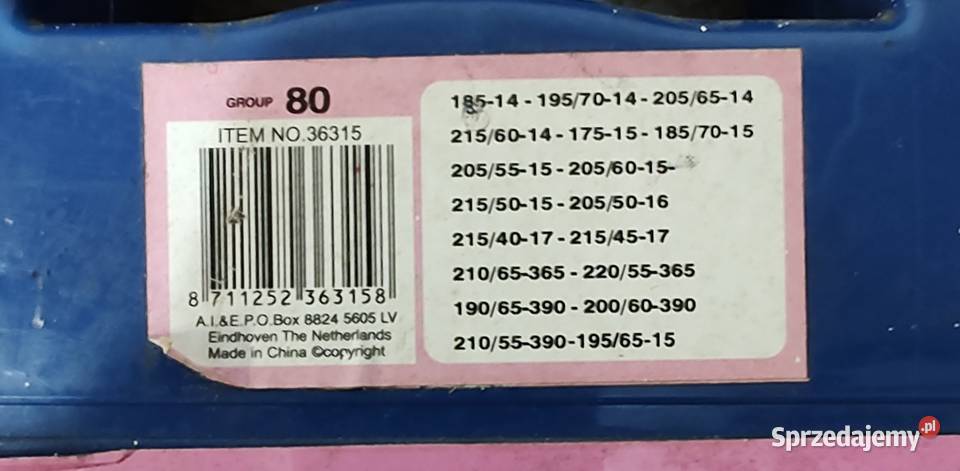 GROUP 80
ITEM NO.36315
8 711252 363158
A.I.&E.P.O.Box 8824 5605 LV
Eindhoven The Netherlands
Made in China ©copyright
185-14 - 195/70-14 - 205/65-14
215/60-14 - 175-15 - 185/70-15
205/55-15 - 205/60-15-
215/50-15 - 205/50-16
215/40-17 - 215/45-17
210/65-365 - 220/55-365
190/65-390 - 200/60-390
210/55-390-195/65-15
Sprzedajemy.pl